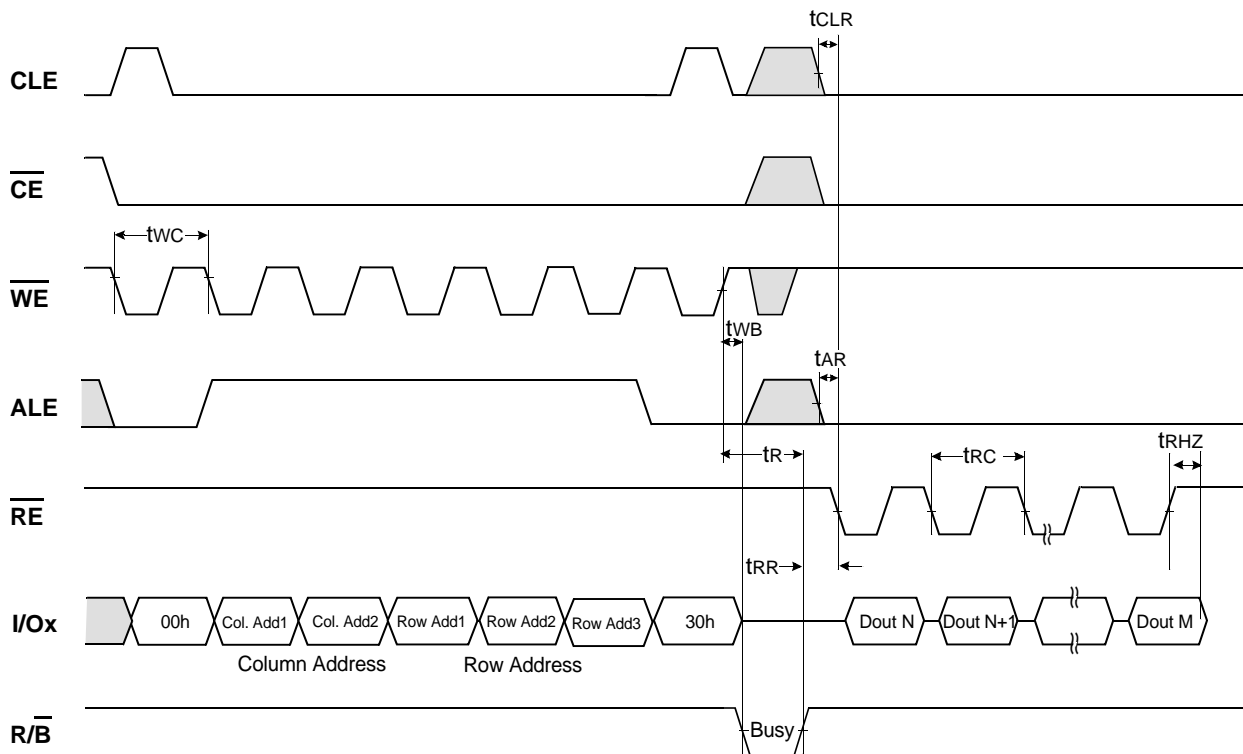 tCLR
CLE
CE
tWC
WE
tWB
tAR
ALE
tR
tRC
tRHZ
RE
tRR
I/Ox
00h
Col. Add1
Col. Add2
Row Add1
Row Add2
Row Add3
30h
Dout N
Dout N+1
Dout M
Column Address
Row Address
R/B
Busy